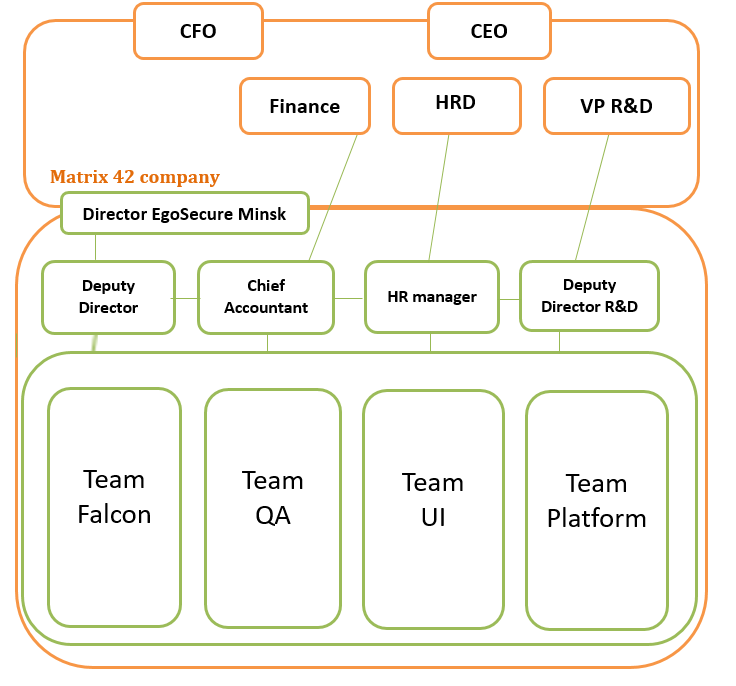 CFO
CEO
Finance
HRD
VP R&D
Matrix 42 company
Director EgoSecure Minsk
Deputy
Director
Chief
Accountant
HR manager
Deputy
Director R&D
Team
Falcon
Team
QA
Team
UI
Team
Platform